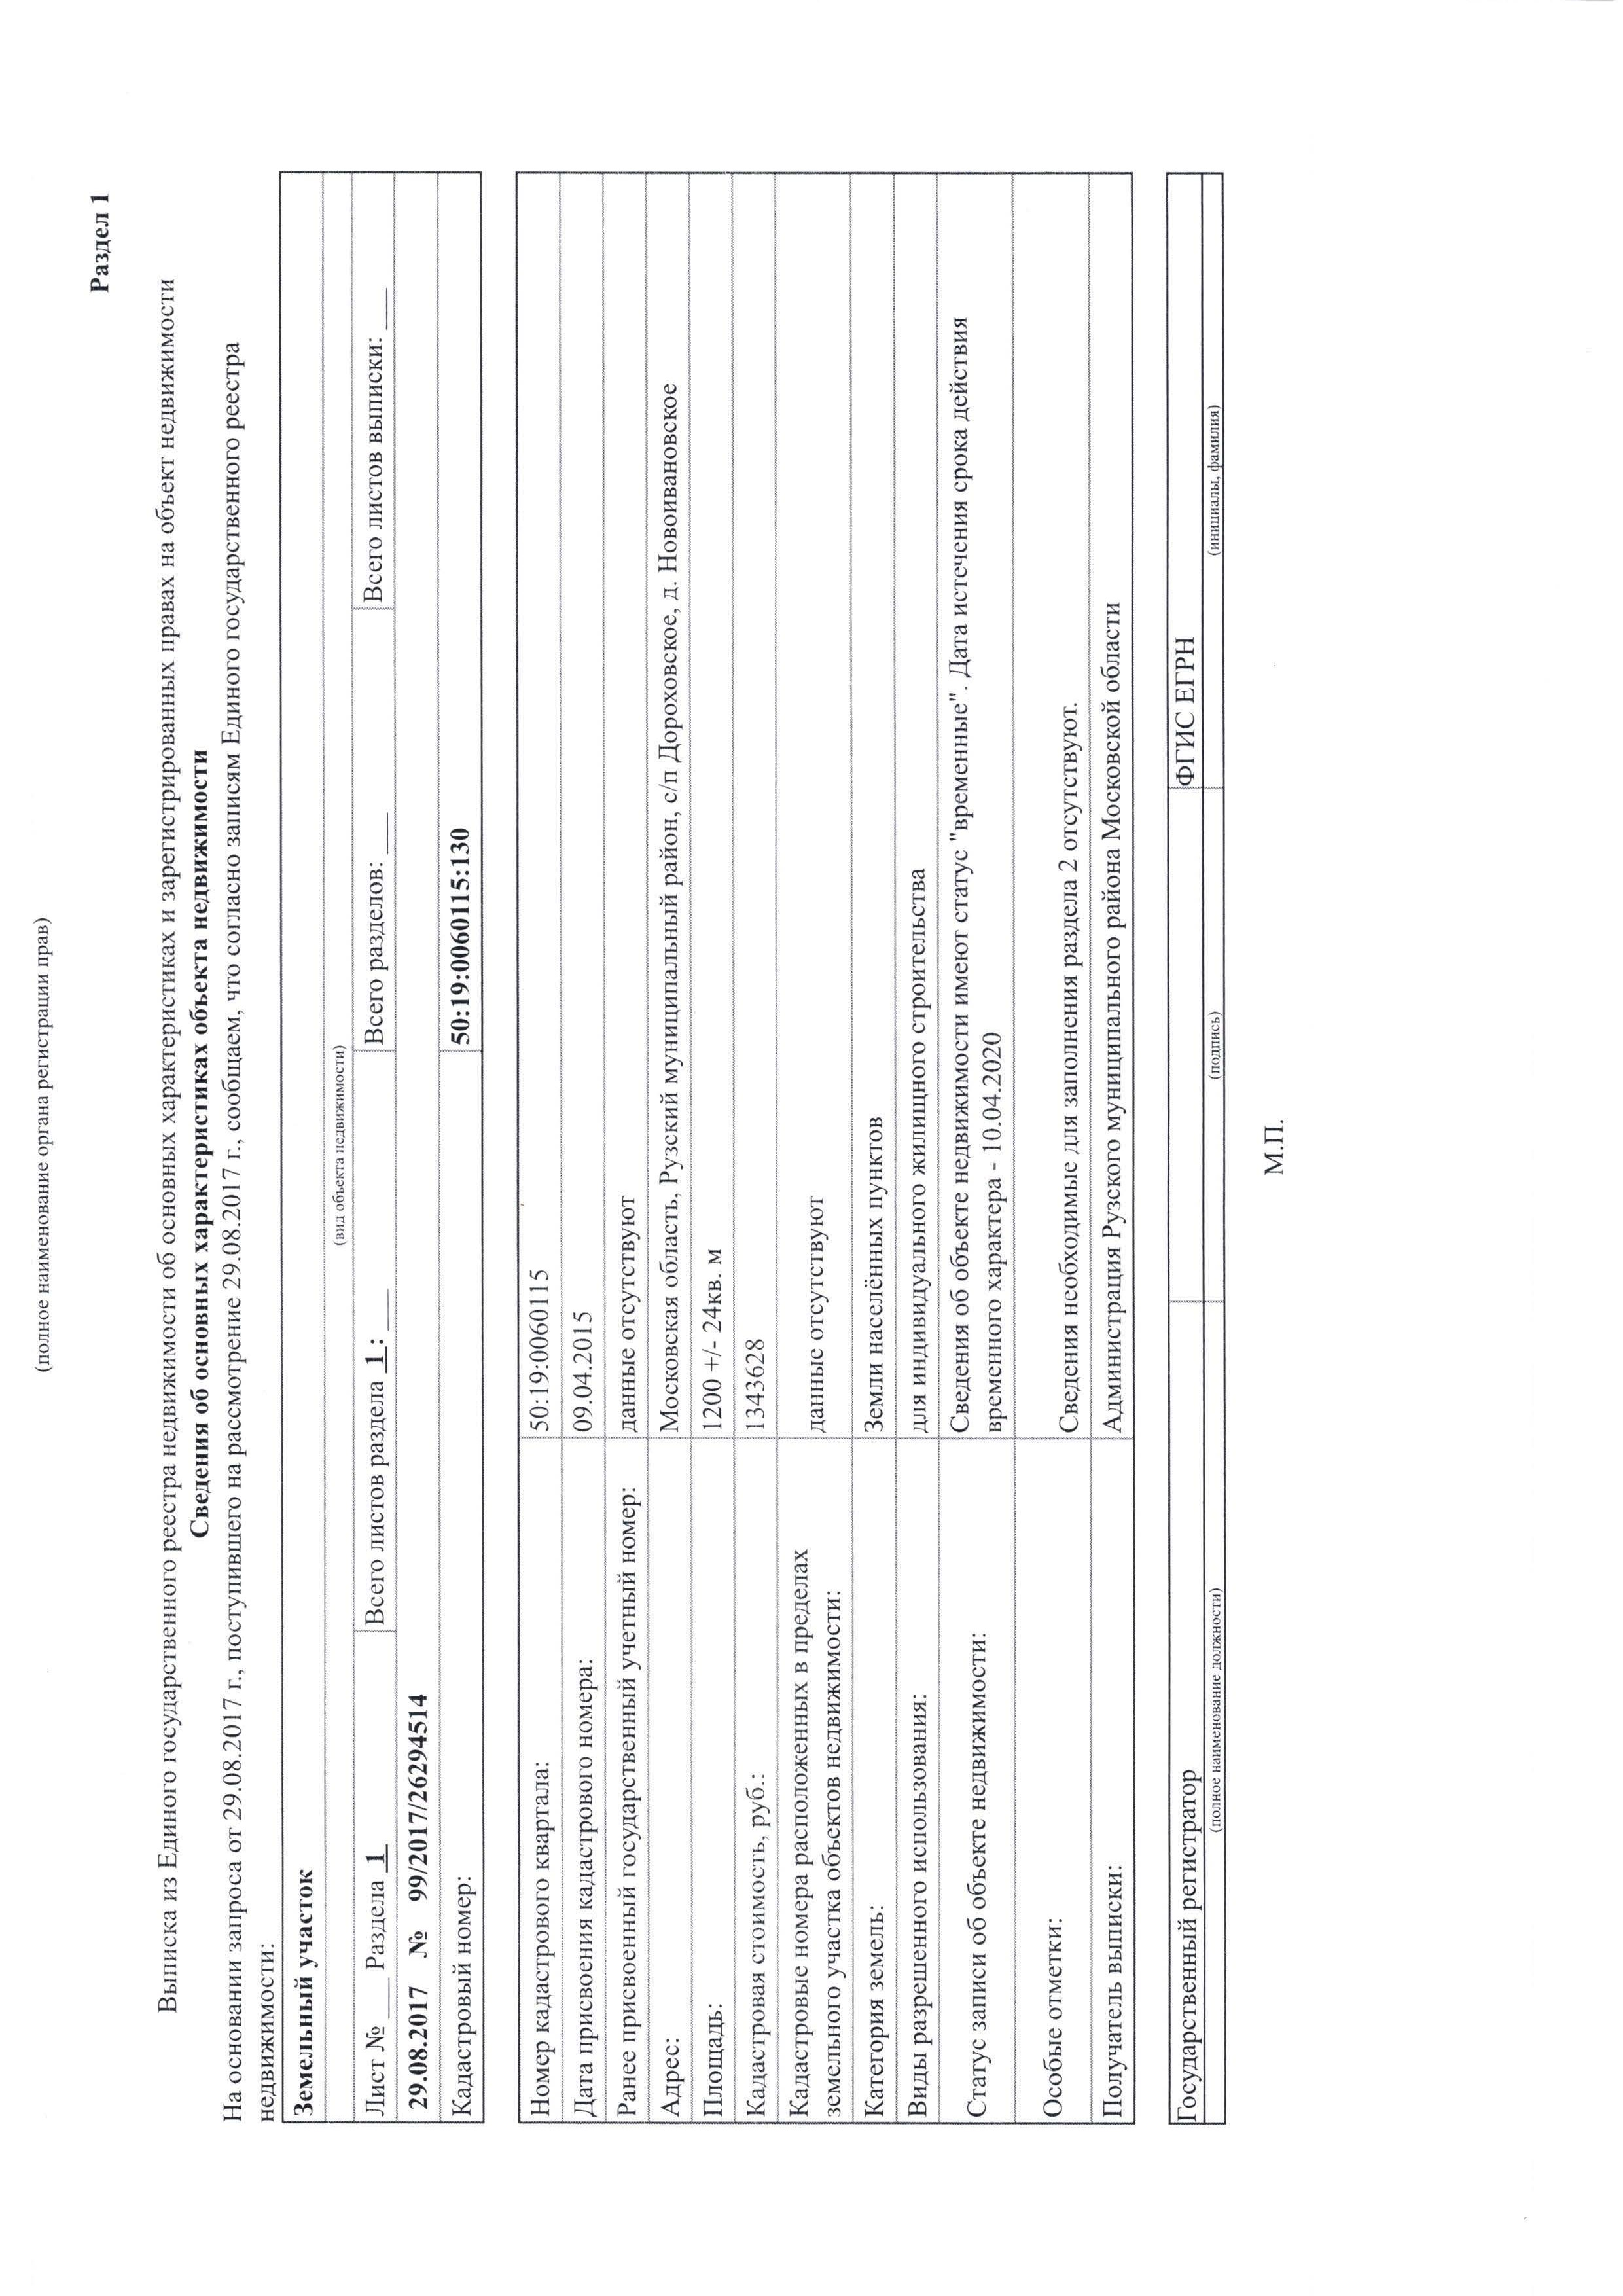 (полное наименование органа регистрации прав)
Раздел 1
Выписка из Единого государственного реестра недвижимости об основных характеристиках и зарегистрированных правах на объект недвижимости
Сведения об основных характеристиках объекта недвижимости
На основании запроса от 29.08.2017 г., поступившего на рассмотрение 29.08.2017 г., сообщаем, что согласно записям Единого государственного реестра
недвижимости:
Земельный участок
(вид объекта недвижимости)
Лист № ___ Раздела 1 Всего листов раздела 1 : ___ Всего разделов: ___ Всего листов выписки: ___
29.08.2017 № 99/2017/26294514
Кадастровый номер: 50:19:0060115:130
Номер кадастрового квартала: 50:19:0060115
Дата присвоения кадастрового номера: 09.04.2015
Ранее присвоенный государственный учетный номер: данные отсутствуют
Адрес: Московская область, Рузский муниципальный район, с/п Дороховское, д. Новоивановское
Площадь: 1200 +/- 24кв. м
Кадастровая стоимость, руб.: 1343628
Кадастровые номера расположенных в пределах
земельного участка объектов недвижимости: данные отсутствуют
Категория земель: Земли населённых пунктов
Виды разрешенного использования: для индивидуального жилищного строительства
Статус записи об объекте недвижимости: Сведения об объекте недвижимости имеют статус "временные". Дата истечения срока действия
временного характера - 10.04.2020
Особые отметки: Сведения необходимые для заполнения раздела 2 отсутствуют.
Получатель выписки: Администрация Рузского муниципального района Московской области
Государственный регистратор ФГИС ЕГРН
(полное наименование должности) (подпись) (инициалы, фамилия)
М.П.